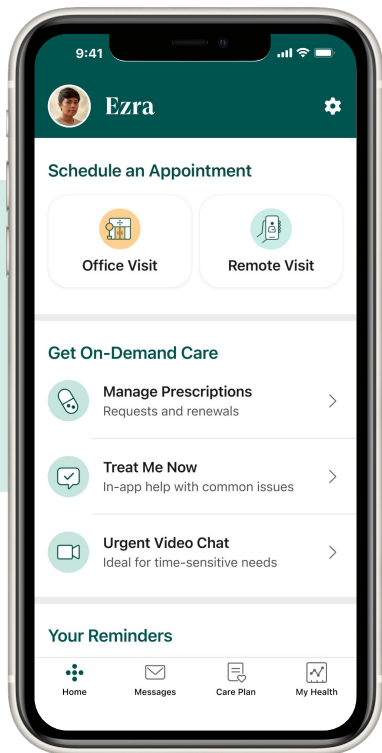 9:41
Ezra
Schedule an Appointment
Office Visit
Remote Visit
Get On-Demand Care
Manage Prescriptions
Requests and renewals
Treat Me Now
In-app help with common issues
Urgent Video Chat
Ideal for time-sensitive needs
Your Reminders
Home
Messages
Care Plan
My Health